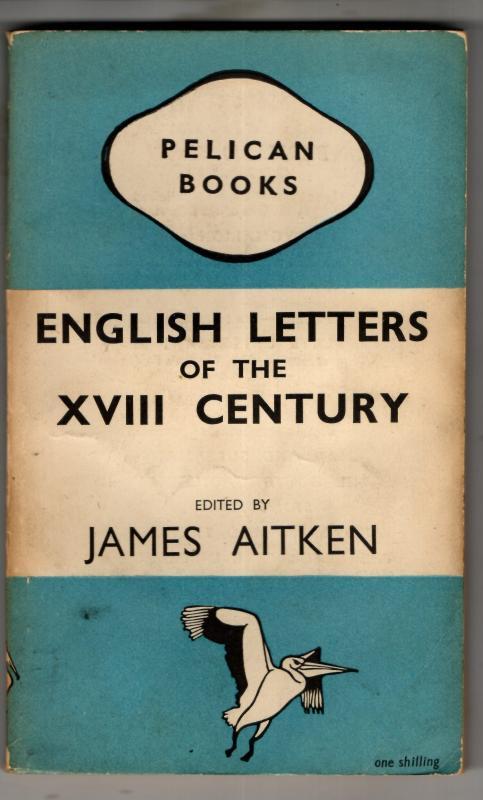 PELICAN
BOOKS
ENGLISH LETTERS
OF THE
XVIII CENTURY
EDITED BY
JAMES AITKEN
one shilling